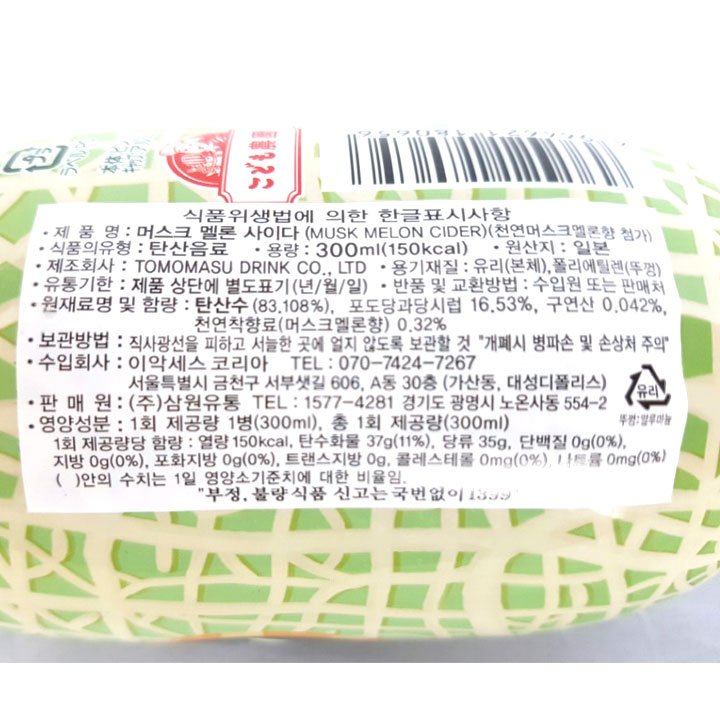 こども農園
식품위생법에 의한 한글표시사항
• 제 품 명 : 머스크 멜론 사이다 (MUSK MELON CIDER)(천연머스크멜론향 첨가)
• 식품의유형 : 탄산음료 • 용량 : 300ml(150kcal) • 원산지 : 일본
• 제조회사 : TOMOMASU DRINK CO., LTD • 용기재질 : 유리(본체),폴리에틸렌(뚜껑)
• 유통기한 : 제품 상단에 별도표기(년/월/일) • 반품 및 교환방법 : 수입원 또는 판매처
• 원재료명 및 함량 : 탄산수 (83.108%), 포도당과당시럽 16.53%, 구연산 0.042%,
천연착향료(머스크멜론향) 0.32%
• 보관방법 : 직사광선을 피하고 서늘한 곳에 얼지 않도록 보관할 것 "개폐시 병파손 및 손상처 주의"
• 수입회사 : 이악세스 코리아 TEL : 070-7424-7267
서울특별시 금천구 서부샛길 606, A동 30층 (가산동, 대성디폴리스)
• 판 매 원 : (주)삼원유통 TEL : 1577-4281 경기도 광명시 노온사동 554-2
• 영양성분 : 1회 제공량 1병(300ml), 총 1회 제공량(300ml)
1회 제공량당 함량 : 열량 150kcal, 탄수화물 37g(11%), 당류 35g, 단백질 0g(0%),
지방 0g(0%), 포화지방 0g(0%), 트랜스지방 0g, 콜레스테롤 0mg(0%), 나트륨 0mg(0%)
( )안의 수치는 1일 영양소기준치에 대한 비율임.
"부정, 불량식품 신고는 국번없이 1399"
유리
뚜껑:알루미늄